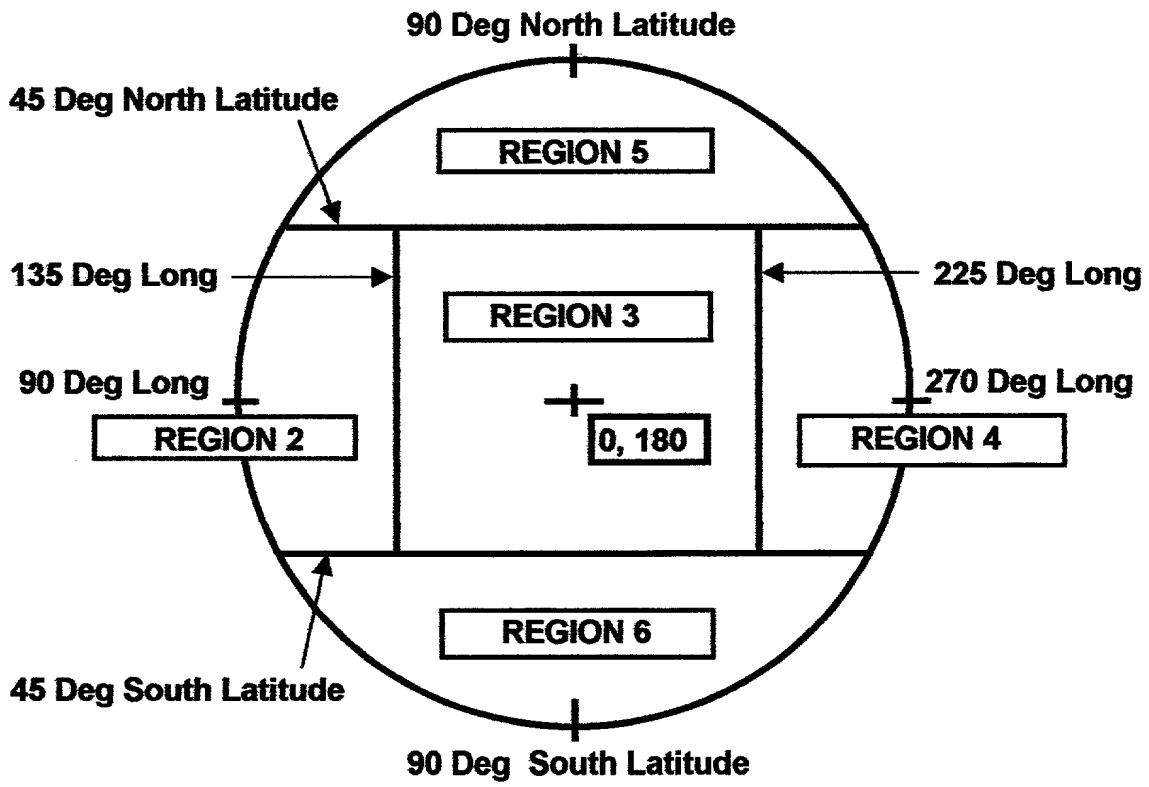 90 Deg North Latitude
45 Deg North Latitude
REGION 5
135 Deg Long
225 Deg Long
REGION 3
90 Deg Long
270 Deg Long
REGION 2
0, 180
REGION 4
REGION 6
45 Deg South Latitude
90 Deg South Latitude